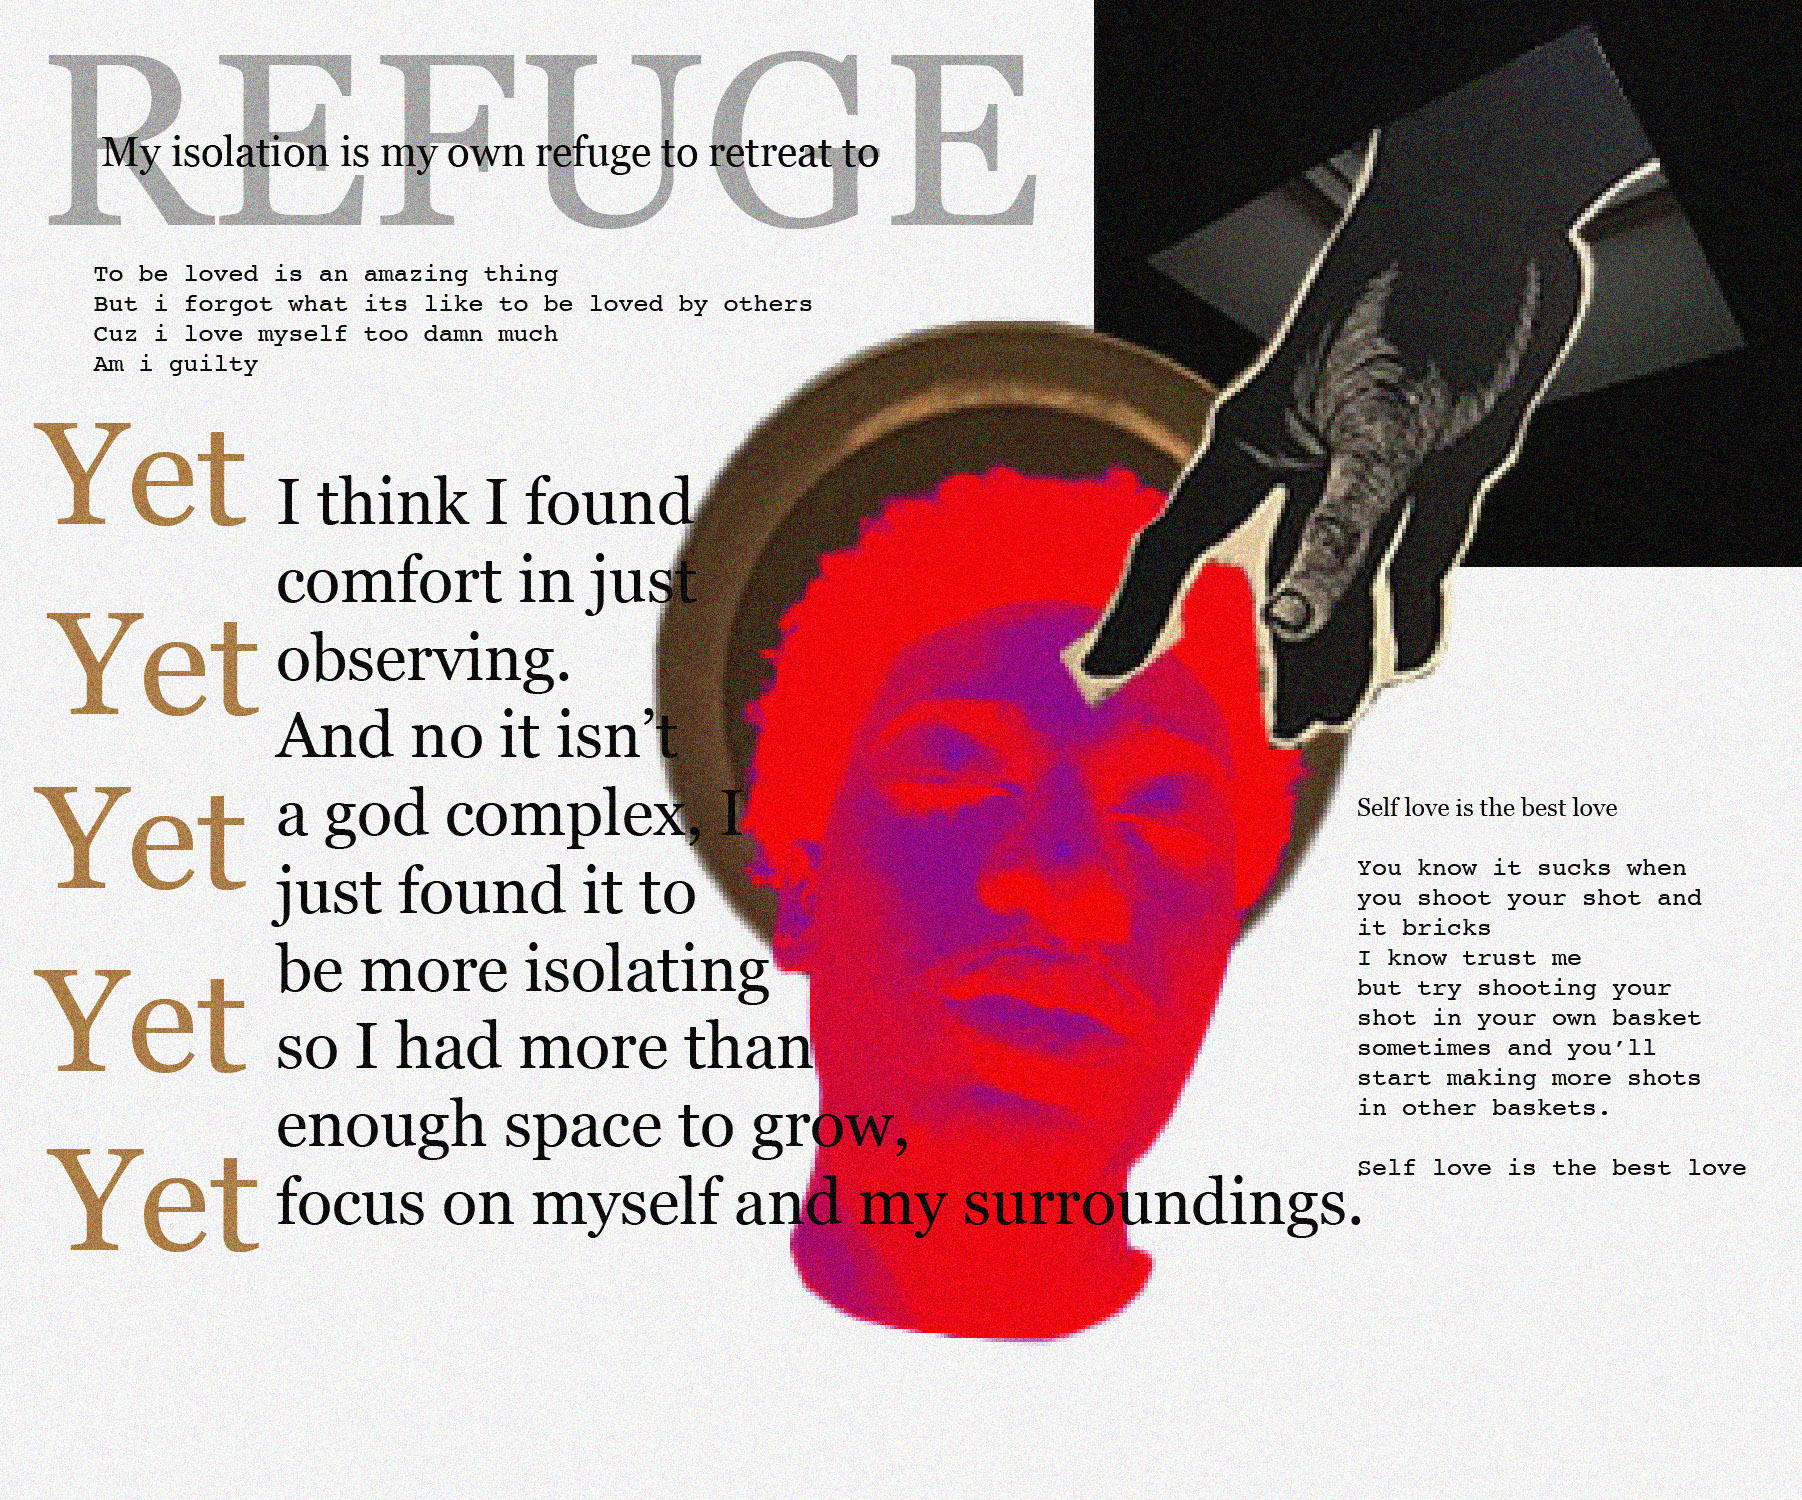 REFUGE
My isolation is my own refuge to retreat to
To be loved is an amazing thing
But i forgot what its like to be loved by others
Cuz i love myself too damn much
Am i guilty
Yet
Yet
Yet
Yet
Yet
I think I found
comfort in just
observing.
And no it isn’t
a god complex, I
just found it to
be more isolating
so I had more than
enough space to grow,
focus on myself and my surroundings.
Self love is the best love
You know it sucks when
you shoot your shot and
it bricks
I know trust me
but try shooting your
shot in your own basket
sometimes and you’ll
start making more shots
in other baskets.
Self love is the best love